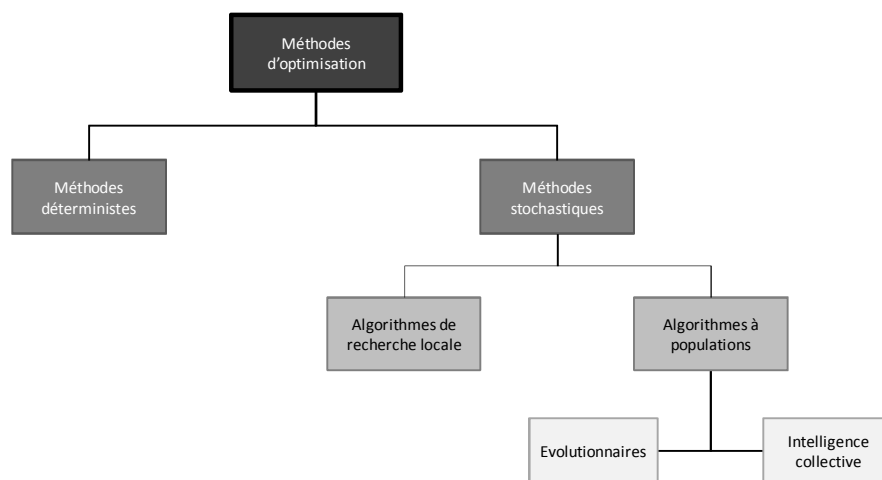 Méthodes
d’optimisation
Méthodes
déterministes
Méthodes
stochastiques
Algorithmes de
recherche locale
Algorithmes à
populations
Evolutionnaires
Intelligence
collective